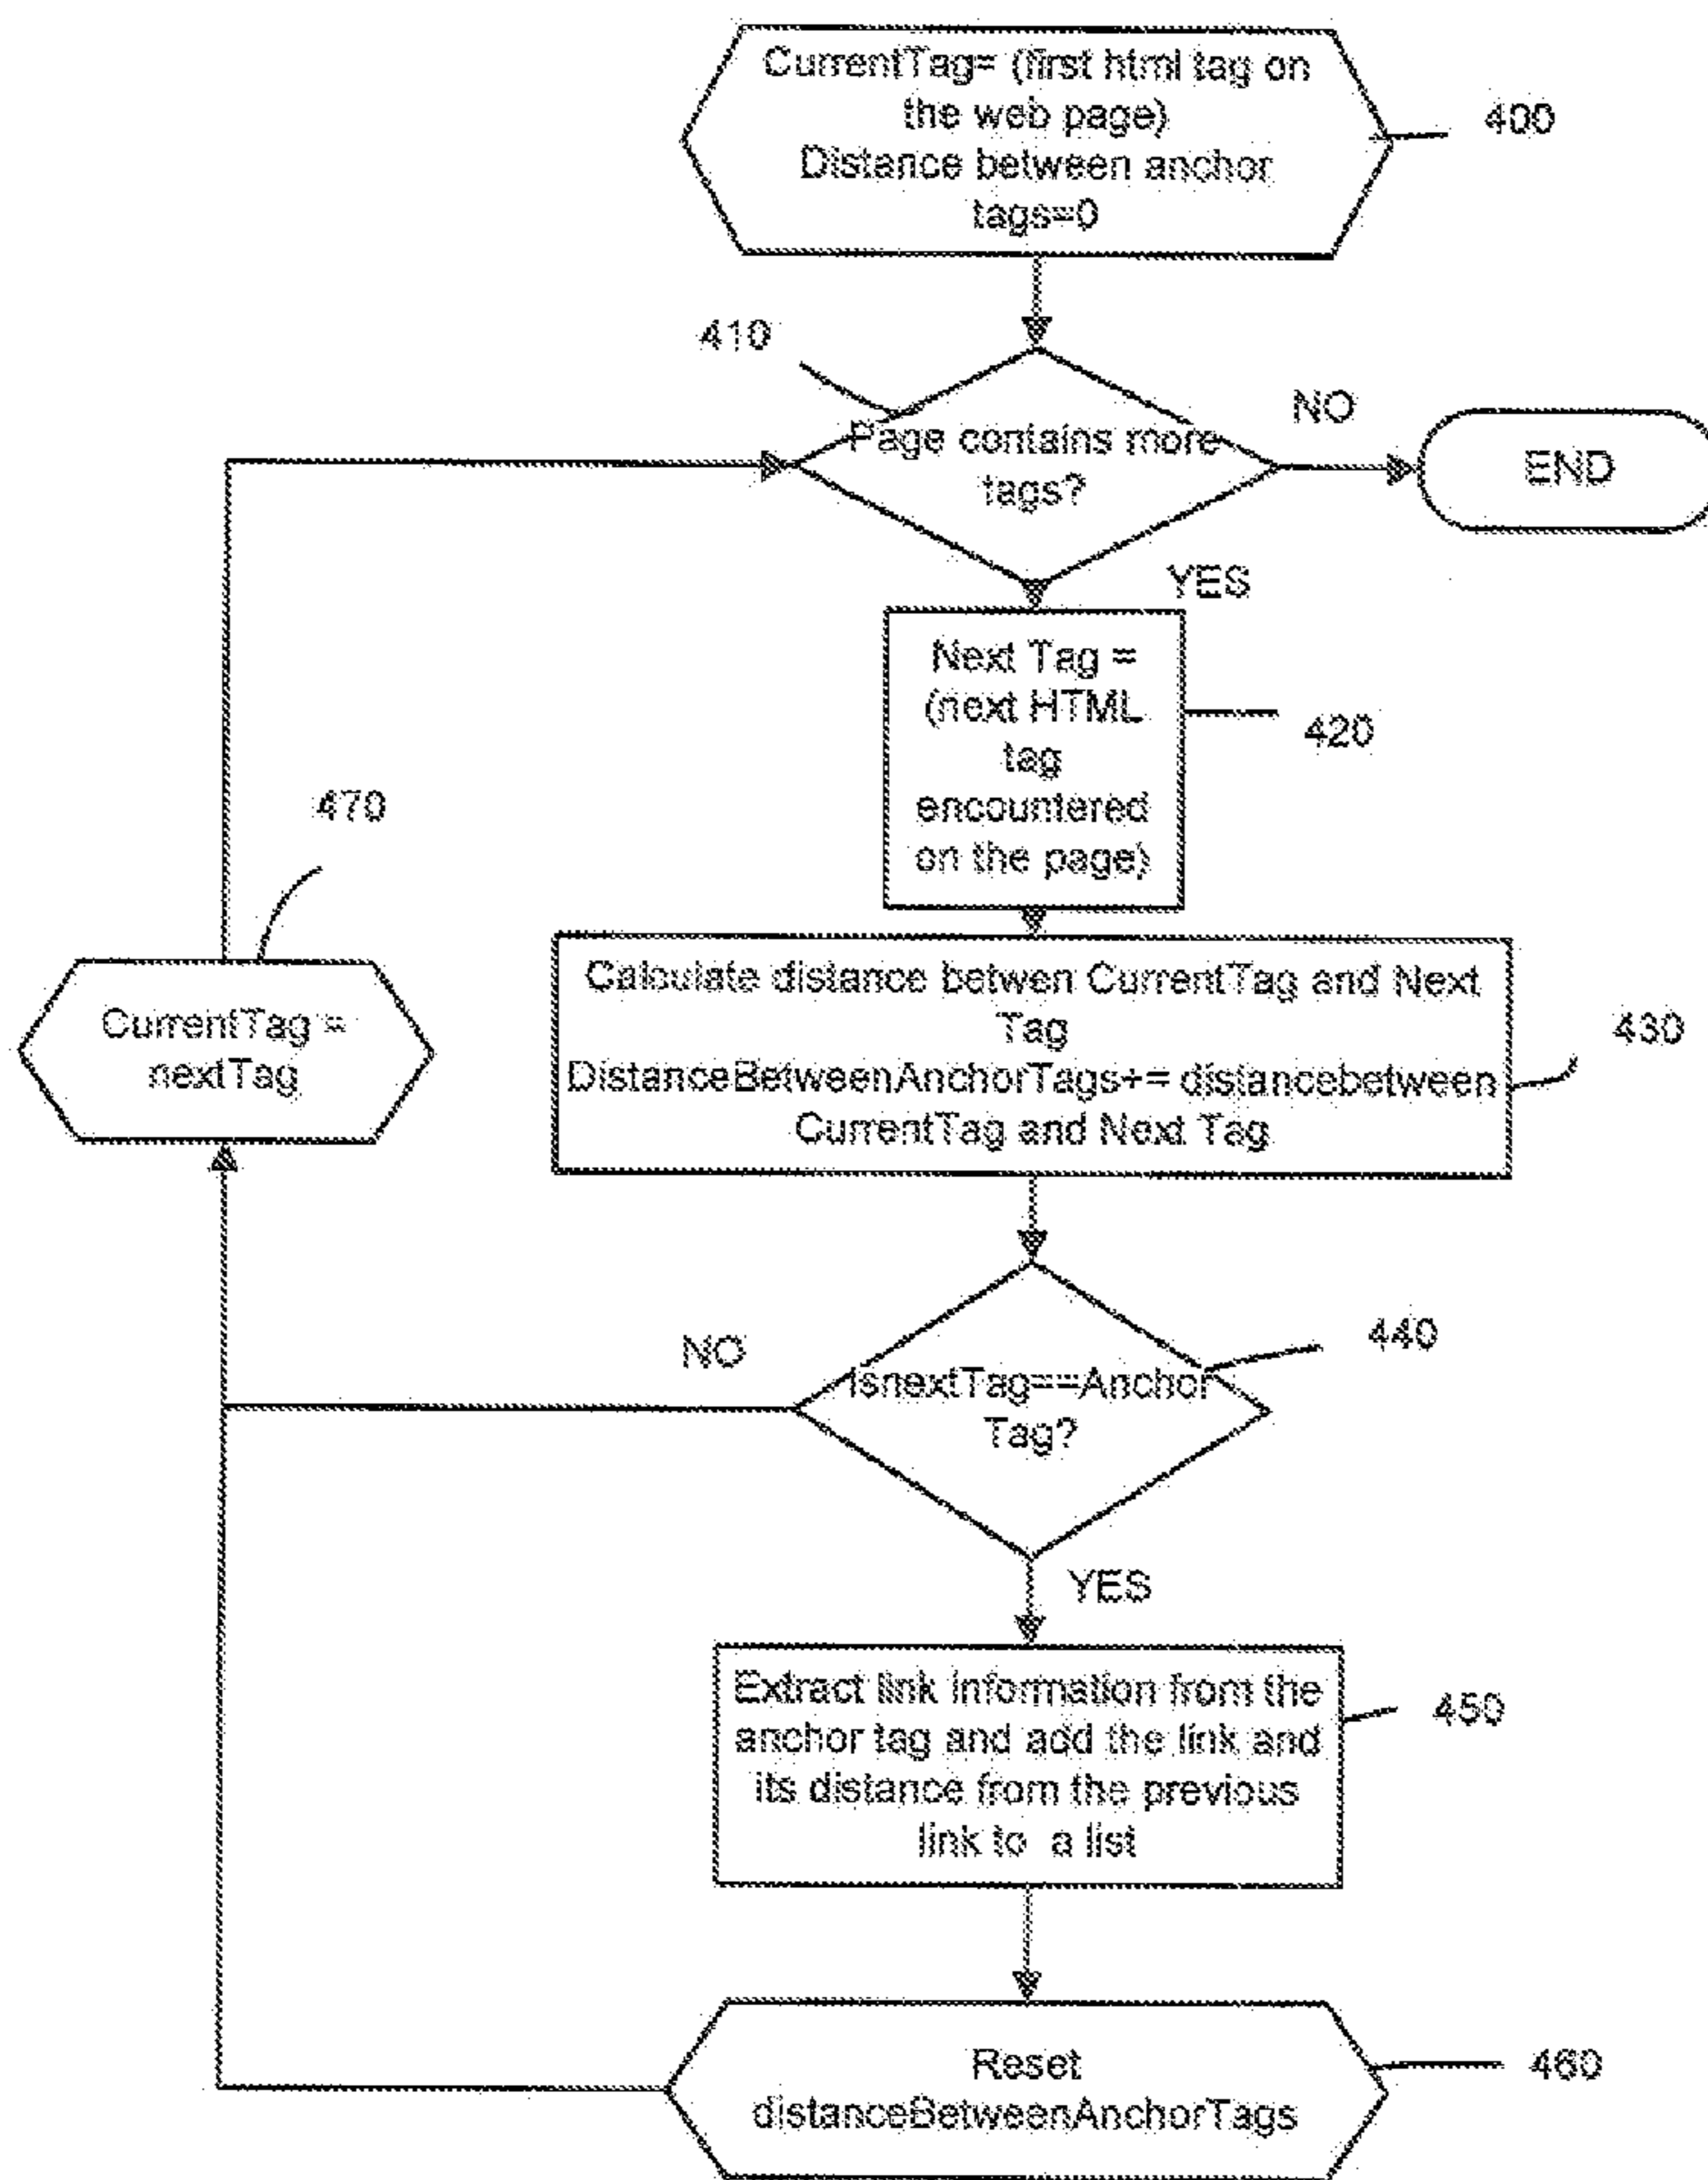 CurrentTag= (first html tag on
the web page)
Distance between anchor
tags=0
400
410
Page contains more
tags?
NO
END
YES
Next Tag =
(next HTML
tag
encountered
on the page)
420
470
CurrentTag =
nextTag
Calculate distance betwen CurrentTag and Next
Tag
DistanceBetweenAnchorTags+= distancebetween
CurrentTag and Next Tag
430
NO
440
IsnextTag==Anchor
Tag?
YES
Extract link information from the
anchor tag and add the link and
its distance from the previous
link to a list
450
Reset
distanceBetweenAnchorTags
460